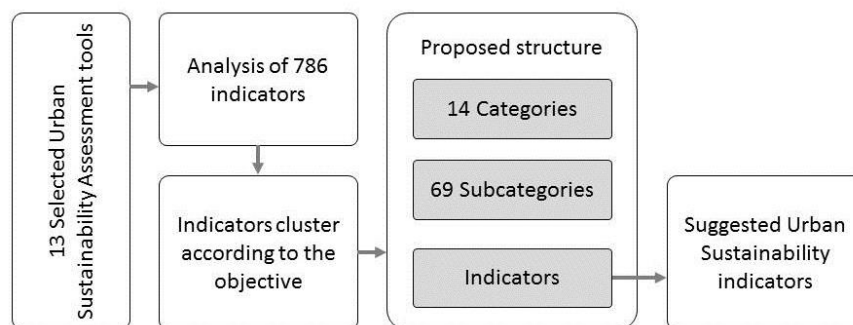 13 Selected Urban
Sustainability Assessment tools
Analysis of 786
indicators
Indicators cluster
according to the
objective
Proposed structure
14 Categories
69 Subcategories
Indicators
Suggested Urban
Sustainability
indicators